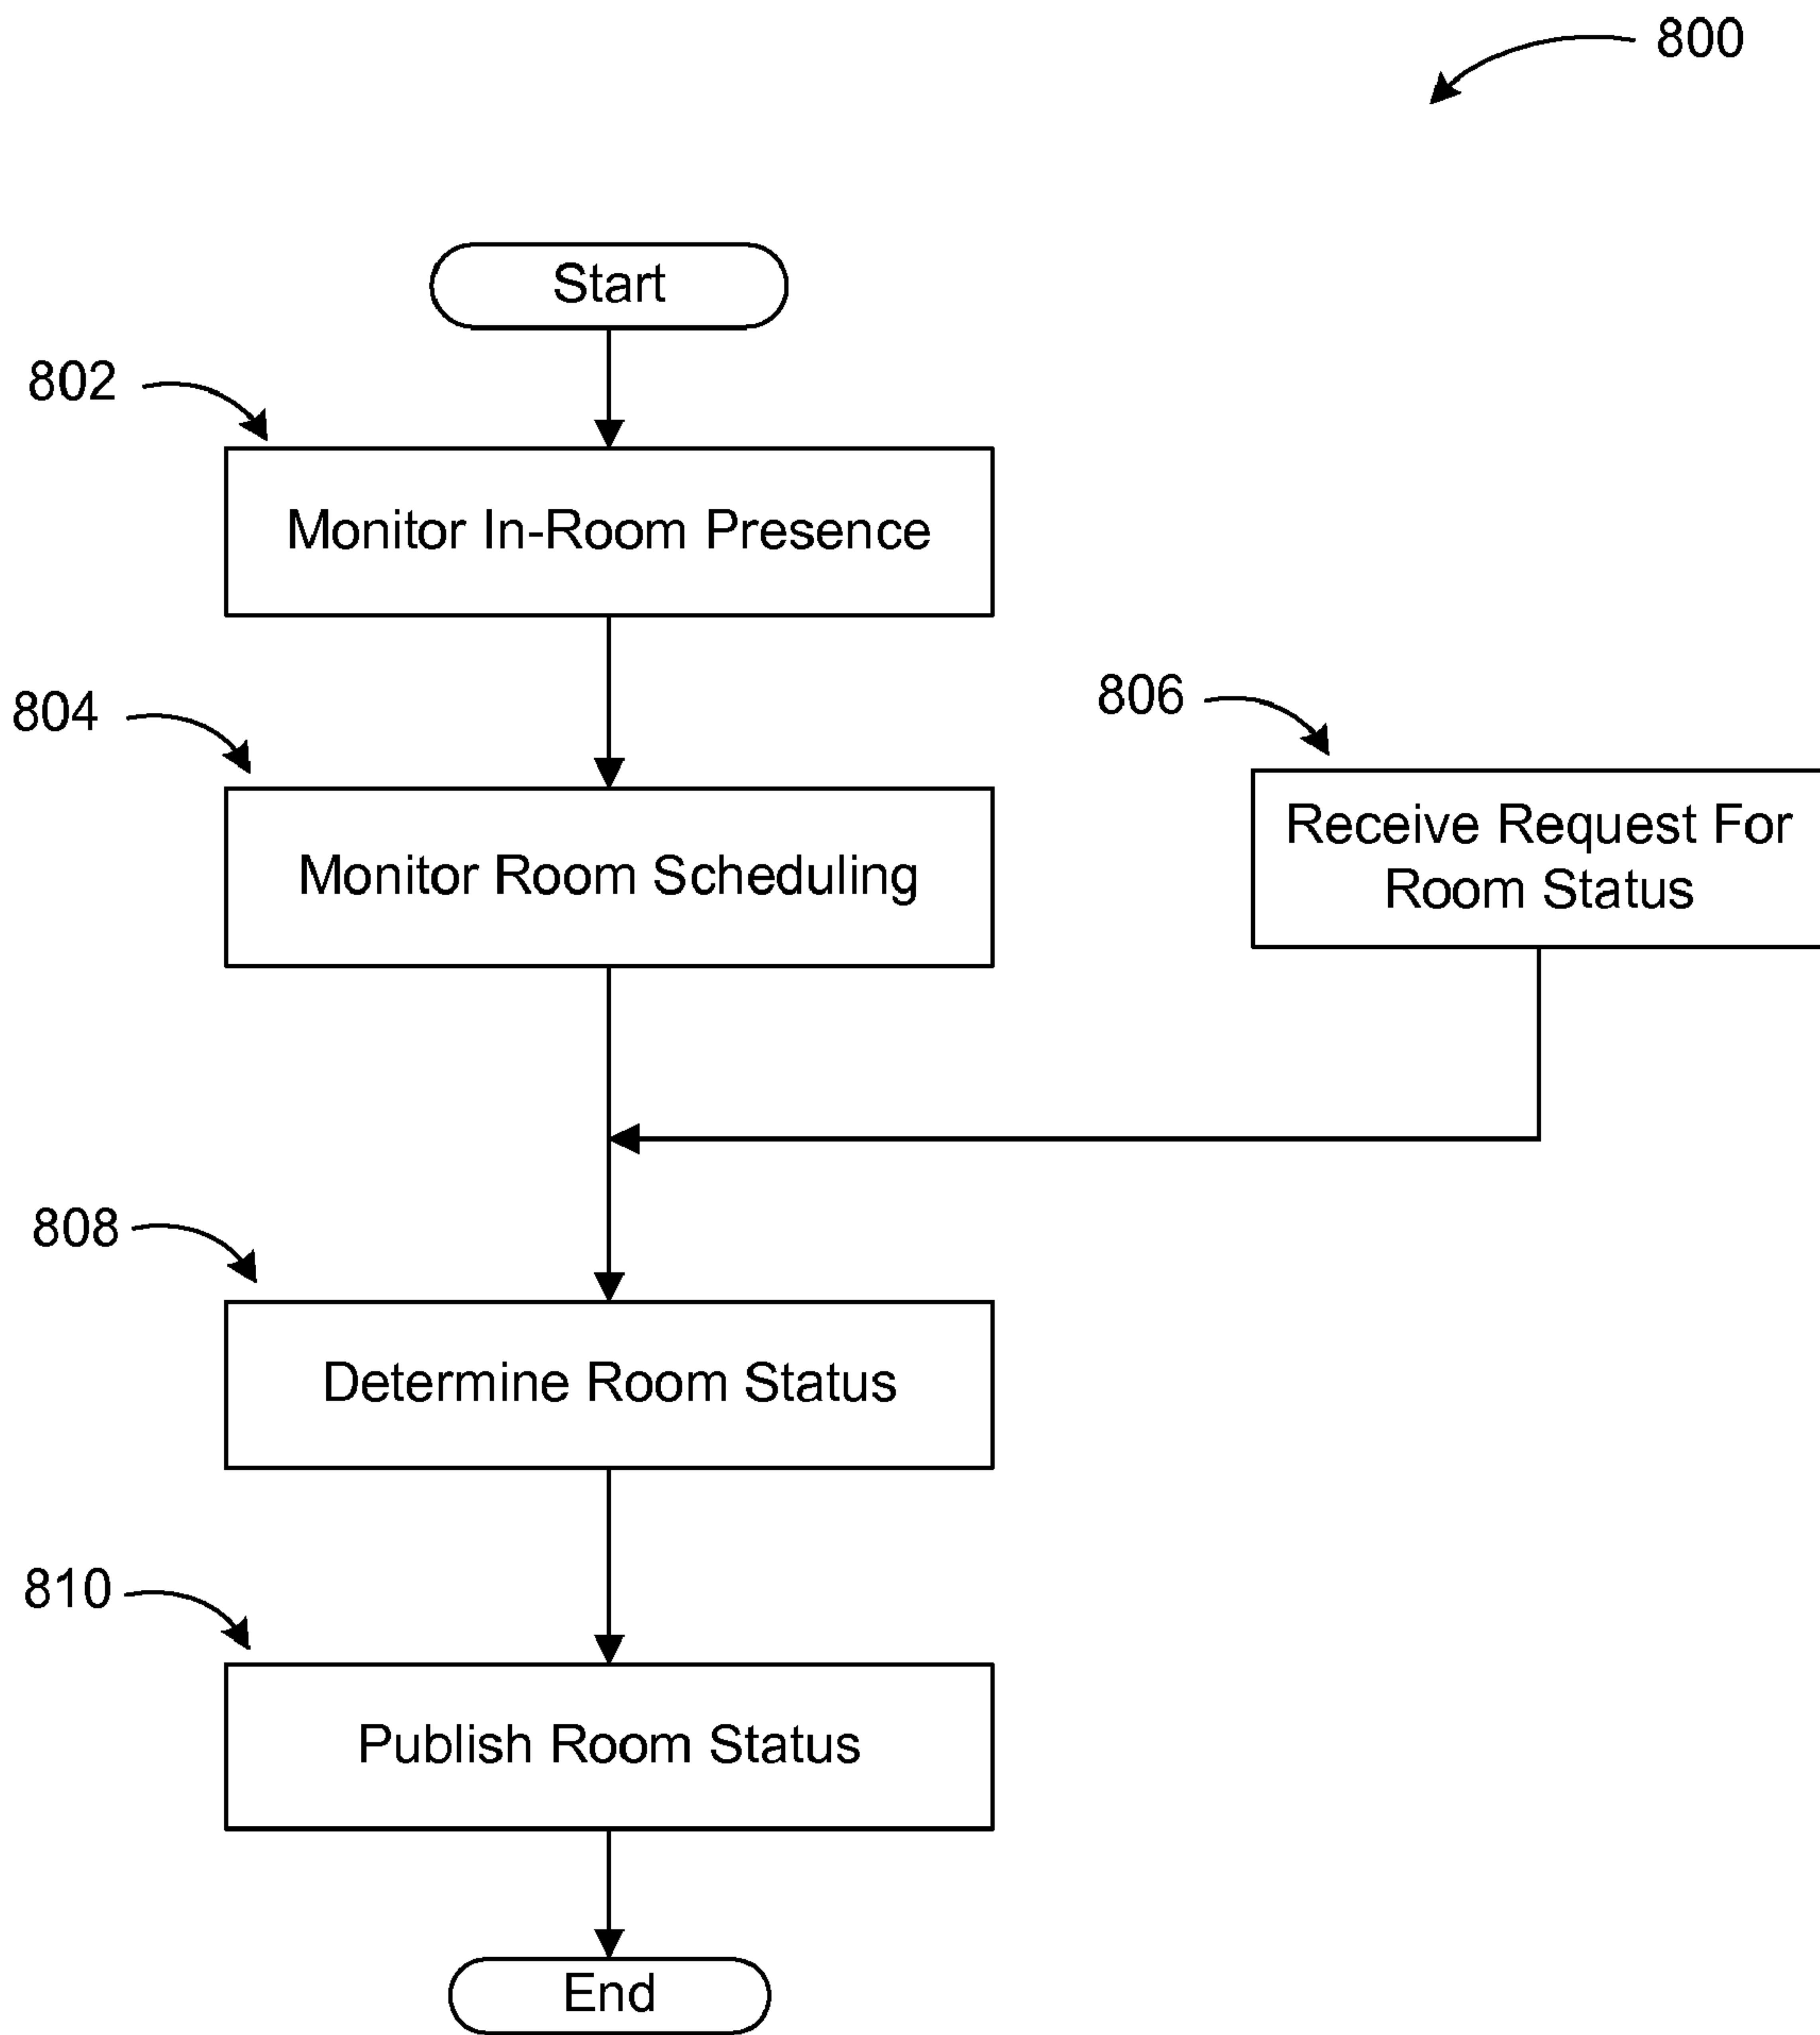 800
Start
802
Monitor In-Room Presence
804
Monitor Room Scheduling
806
Receive Request For
Room Status
808
Determine Room Status
810
Publish Room Status
End